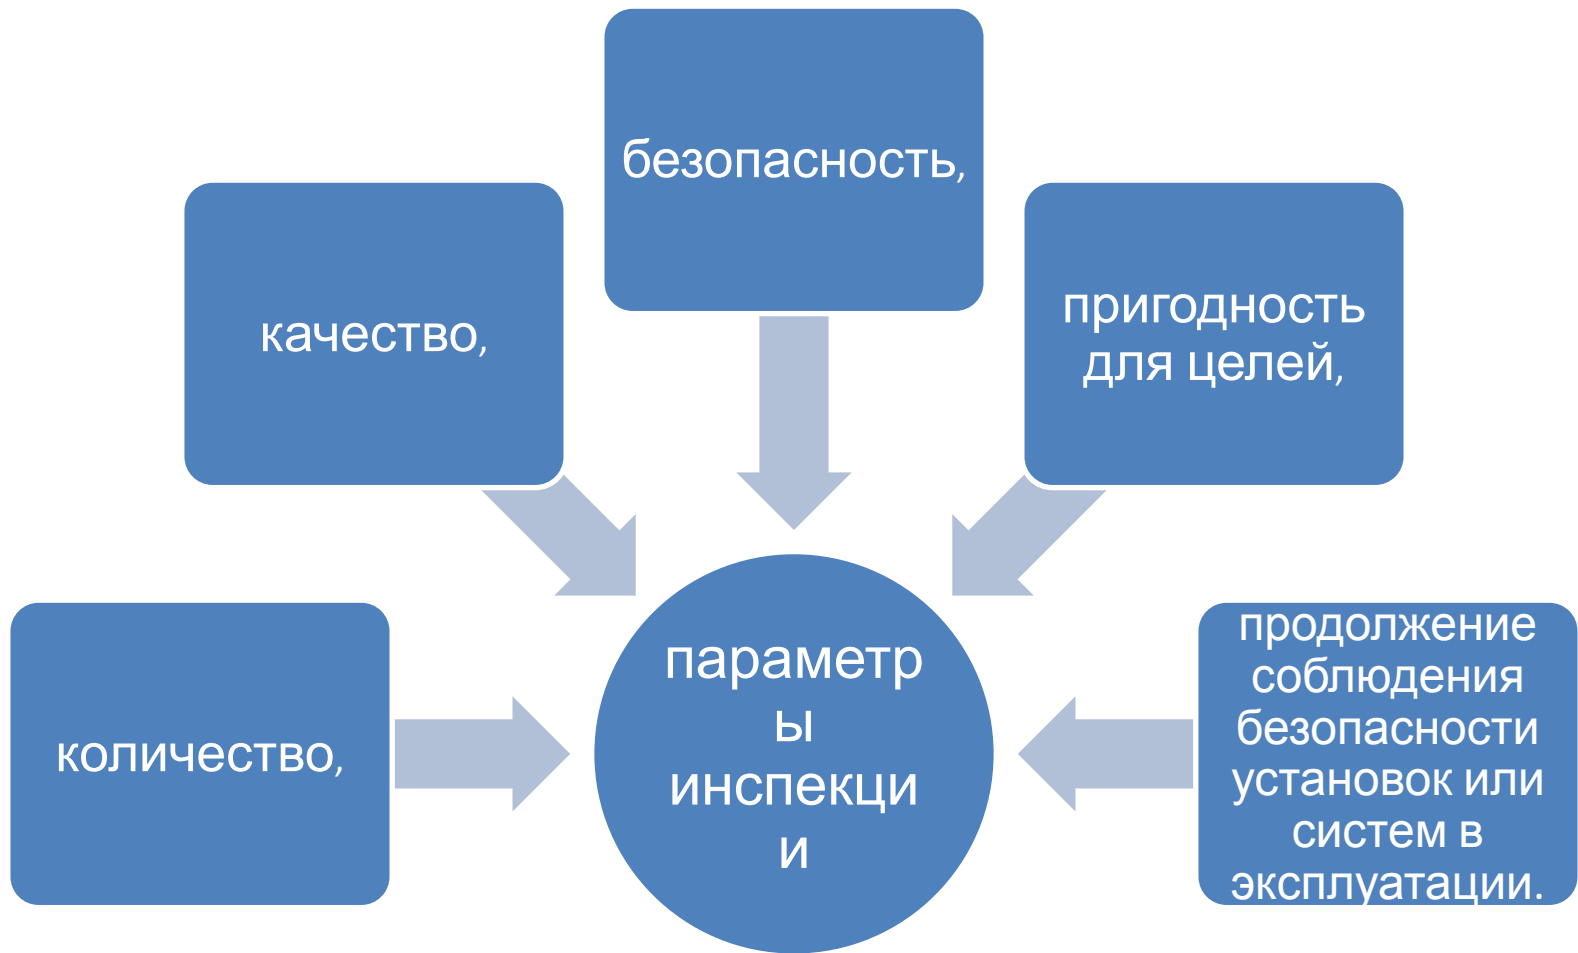 безопасность,
качество,
пригодность
для целей,
количество,
параметр
ы
инспекци
и
продолжение
соблюдения
безопасности
установок или
систем в
эксплуатации.